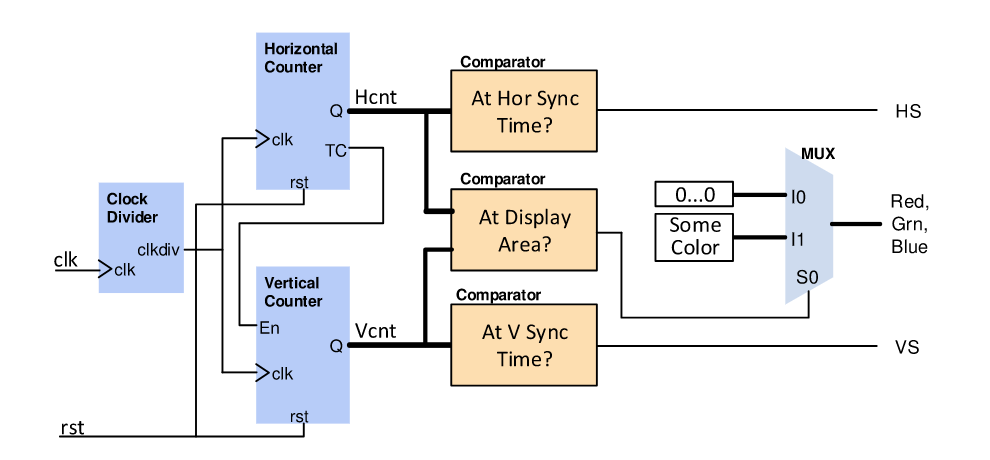 Horizontal
Counter
Q
clk
TC
rst
Hcnt
Comparator
At Hor Sync
Time?
HS
Clock
Divider
clkdiv
clk
clk
Comparator
At Display
Area?
MUX
0...0
I0
Some
Color
I1
S0
Red,
Grn,
Blue
Vertical
Counter
En
Q
clk
rst
Vcnt
Comparator
At V Sync
Time?
VS
rst